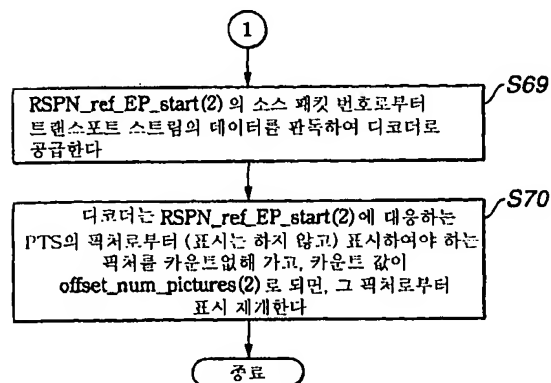 1
RSPN_ref_EP_start(2) 의 소스 패킷 번호로부터
트랜스포트 스트림의 데이터를 판독하여 디코더로
공급한다
S69
디코더는 RSPN_ref_EP_start(2) 에 대응하는
PTS의 픽처로부터 (표시는 하지 않고) 표시하여야 하는
픽처를 카운트없해 가고, 카운트 값이
offset_num_pictures(2) 로 되면, 그 픽처로부터
표시 재개한다
S70
종료